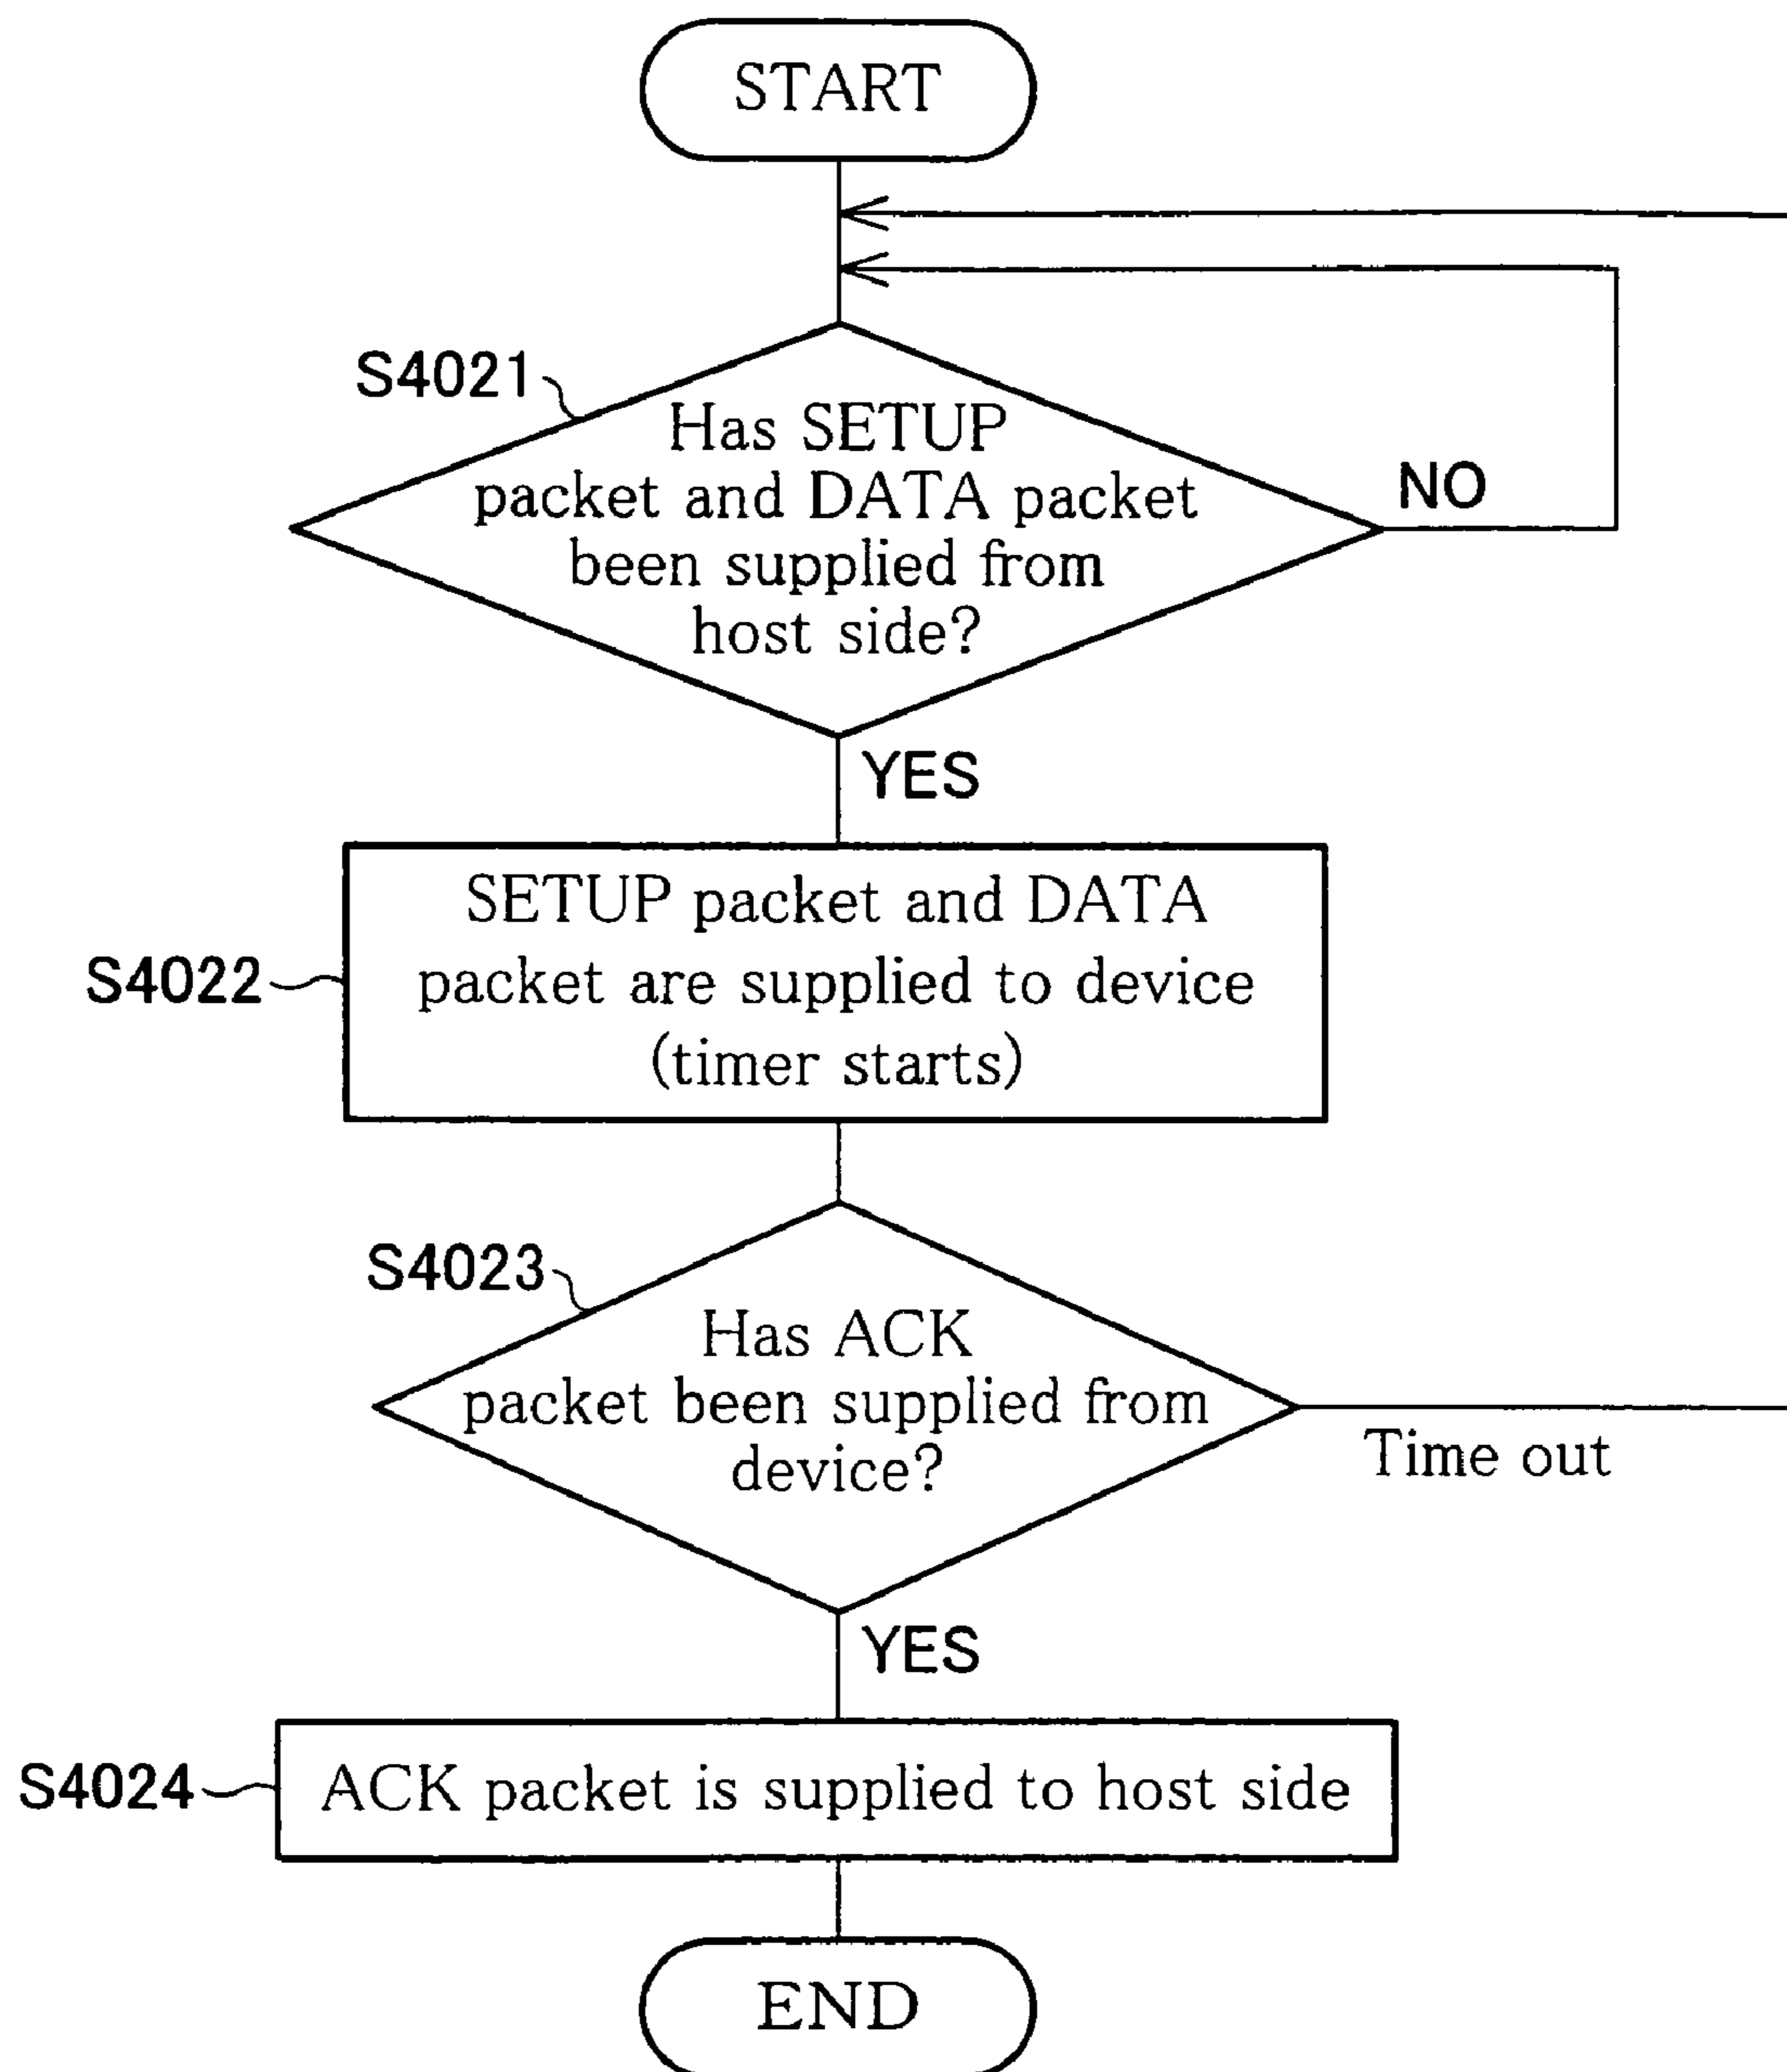 START
S4021
Has SETUP
packet and DATA packet
been supplied from
host side?
NO
YES
S4022
SETUP packet and DATA
packet are supplied to device
(timer starts)
S4023
Has ACK
packet been supplied from
device?
Time out
YES
S4024
ACK packet is supplied to host side
END